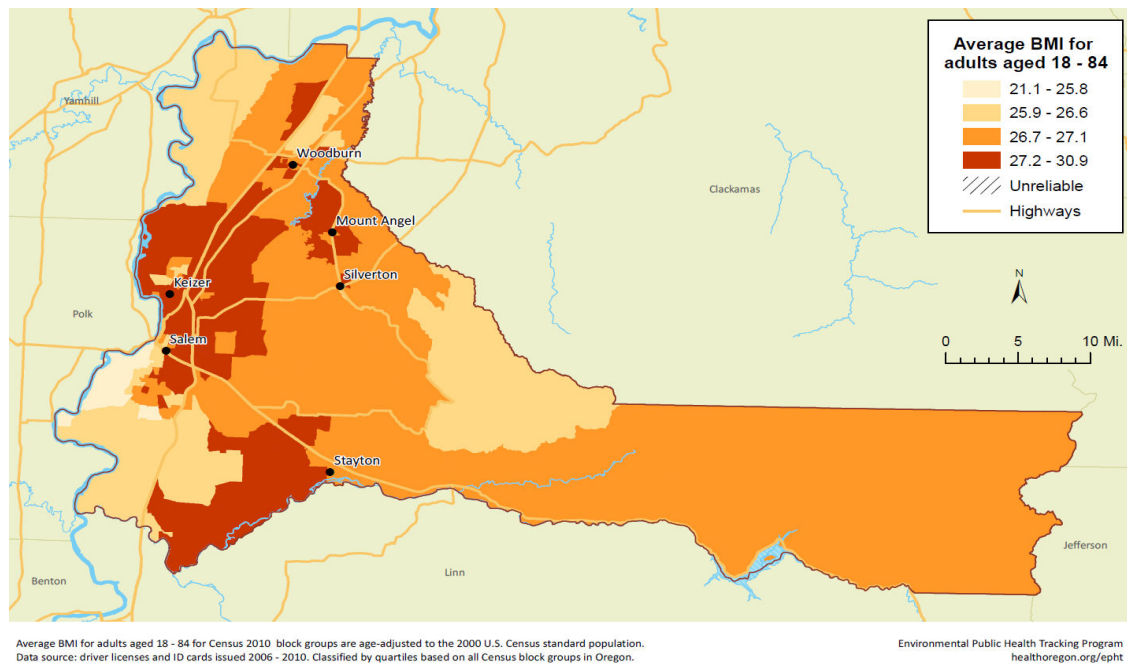 Average BMI for
adults aged 18 - 84
21.1 - 25.8
25.9 - 26.6
26.7 - 27.1
27.2 - 30.9
Unreliable
Highways
Yamhill
Woodburn
Clackamas
Mount Angel
Silverton
Keizer
N
Polk
Salem
0 5 10 Mi.
Stayton
Jefferson
Linn
Benton
Average BMI for adults aged 18 - 84 for Census 2010 block groups are age-adjusted to the 2000 U.S. Census standard population.
Data source: driver licenses and ID cards issued 2006 - 2010. Classified by quartiles based on all Census block groups in Oregon.
Environmental Public Health Tracking Program
healthoregon.org/epht